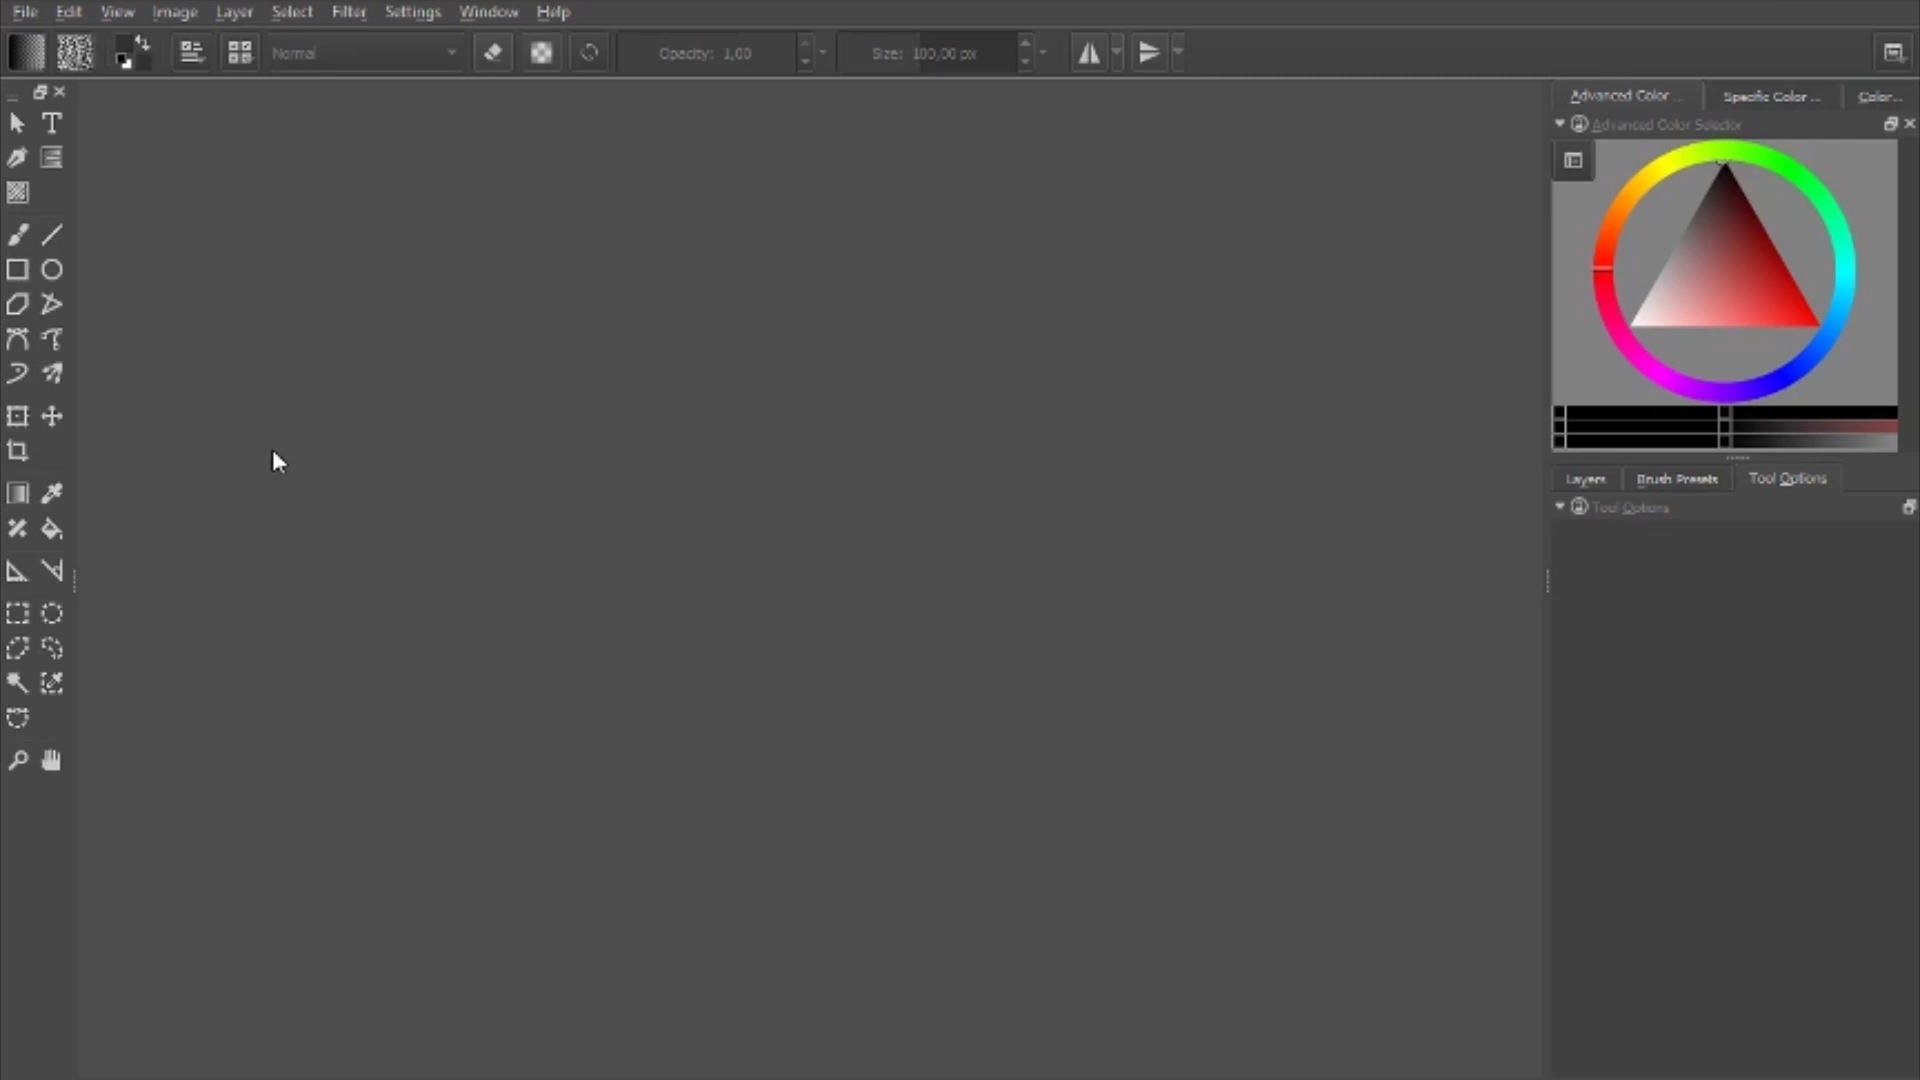 File Edit View Image Layer Select Filter Settings Window Help
Normal Opacity: 1,00 Size: 100,00 px
Advanced Color ... Specific Color ... Color...
Advanced Color Selector
Layers Brush Presets Tool Options
Tool Options